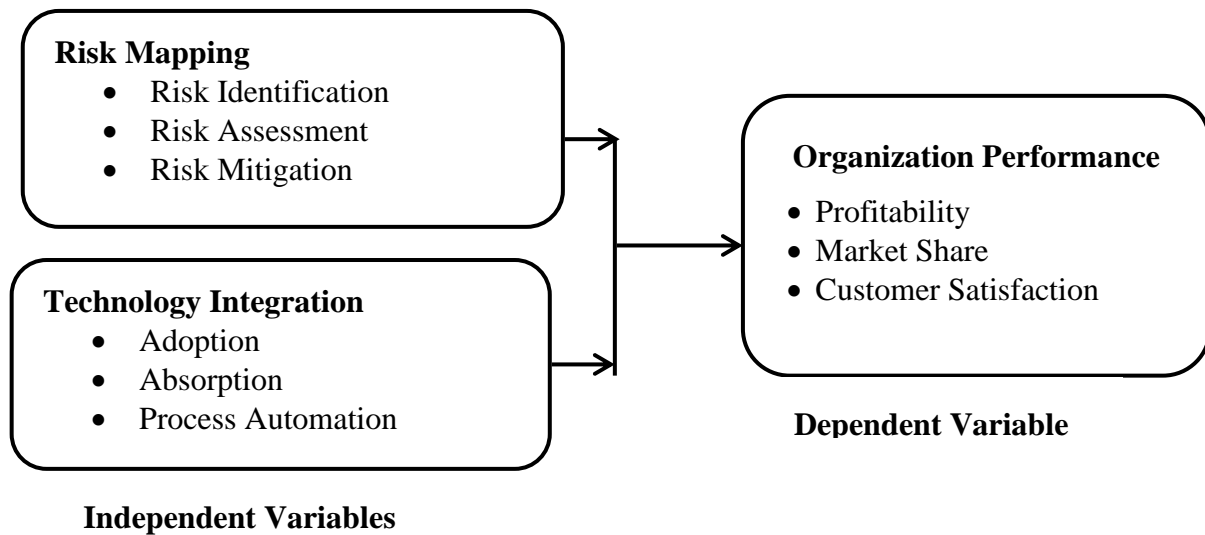 Risk Mapping
• Risk Identification
• Risk Assessment
• Risk Mitigation
Technology Integration
• Adoption
• Absorption
• Process Automation
Independent Variables
Organization Performance
• Profitability
• Market Share
• Customer Satisfaction
Dependent Variable